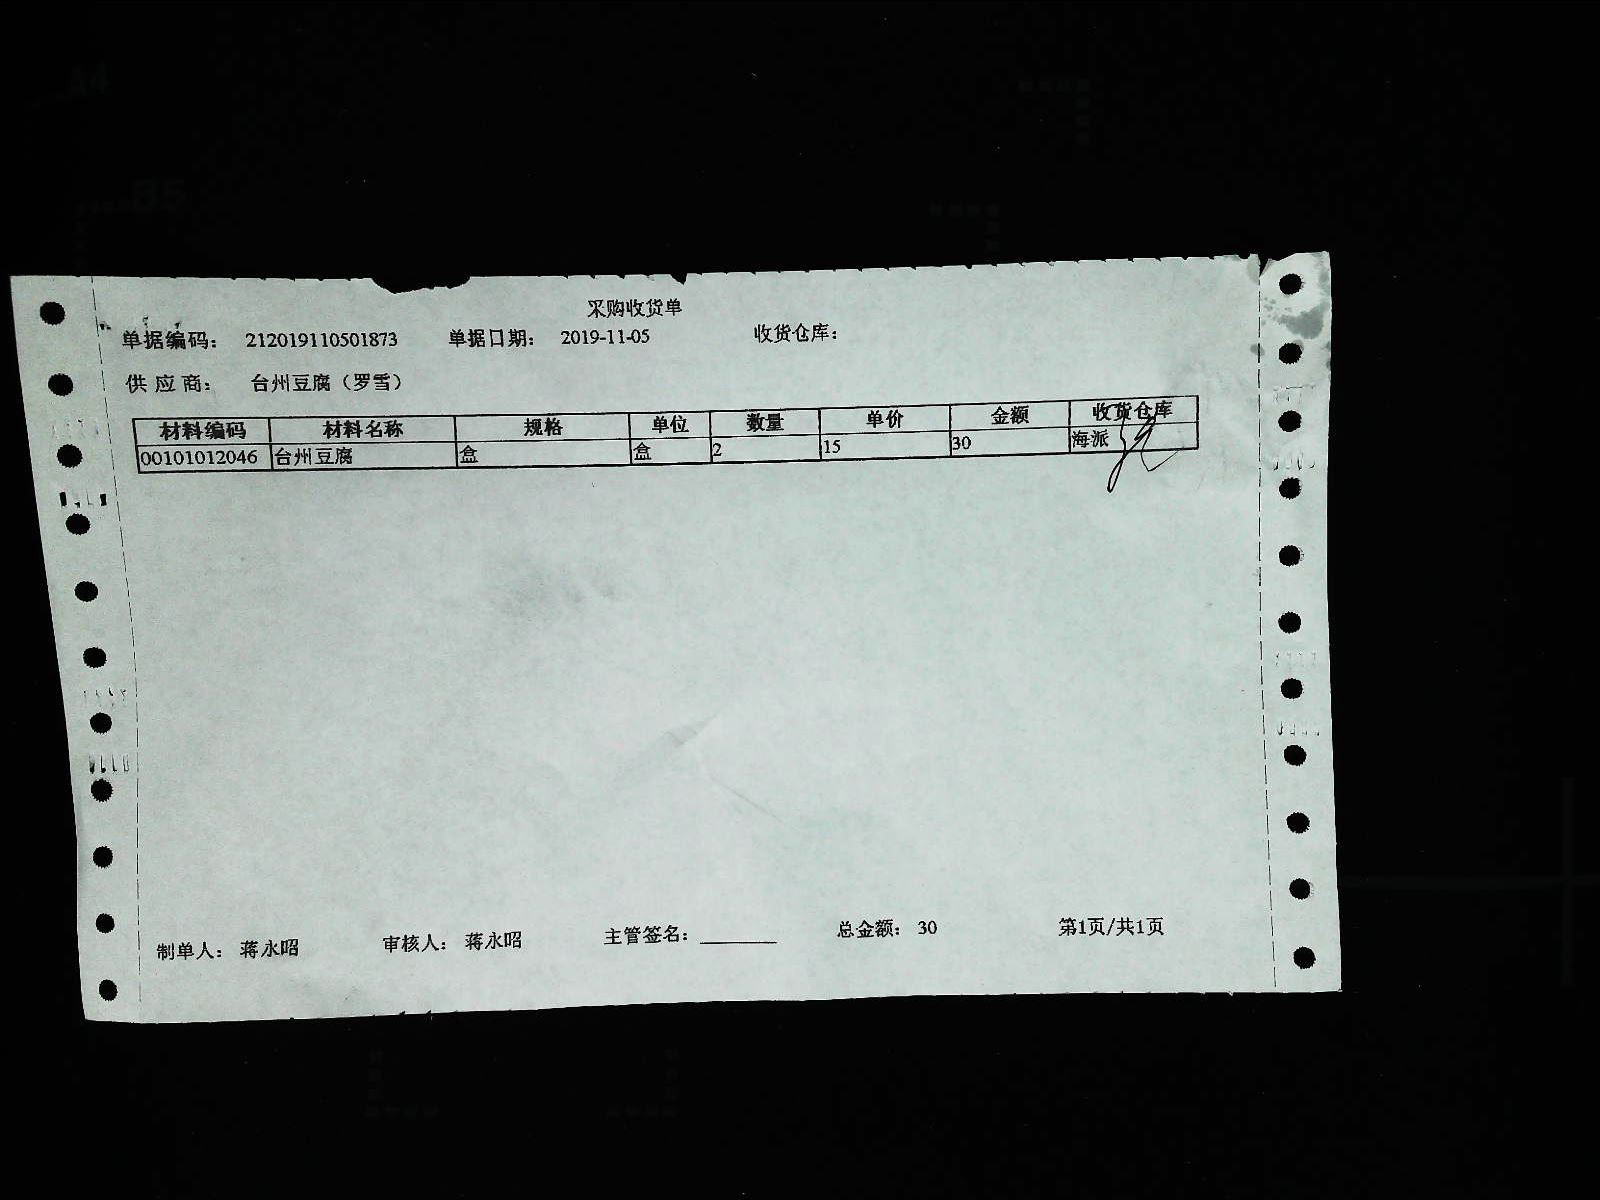 采购收货单
单据编码： 212019110501873 单据日期： 2019-11-05 收货仓库：
供应商： 台州豆腐（罗雪）
材料编码 材料名称 规格 单位 数量 单价 金额 收货仓库
00101012046 台州豆腐 盒 盒 2 15 30 海派
制单人： 蒋永昭 审核人： 蒋永昭 主管签名： 总金额： 30 第1页/共1页